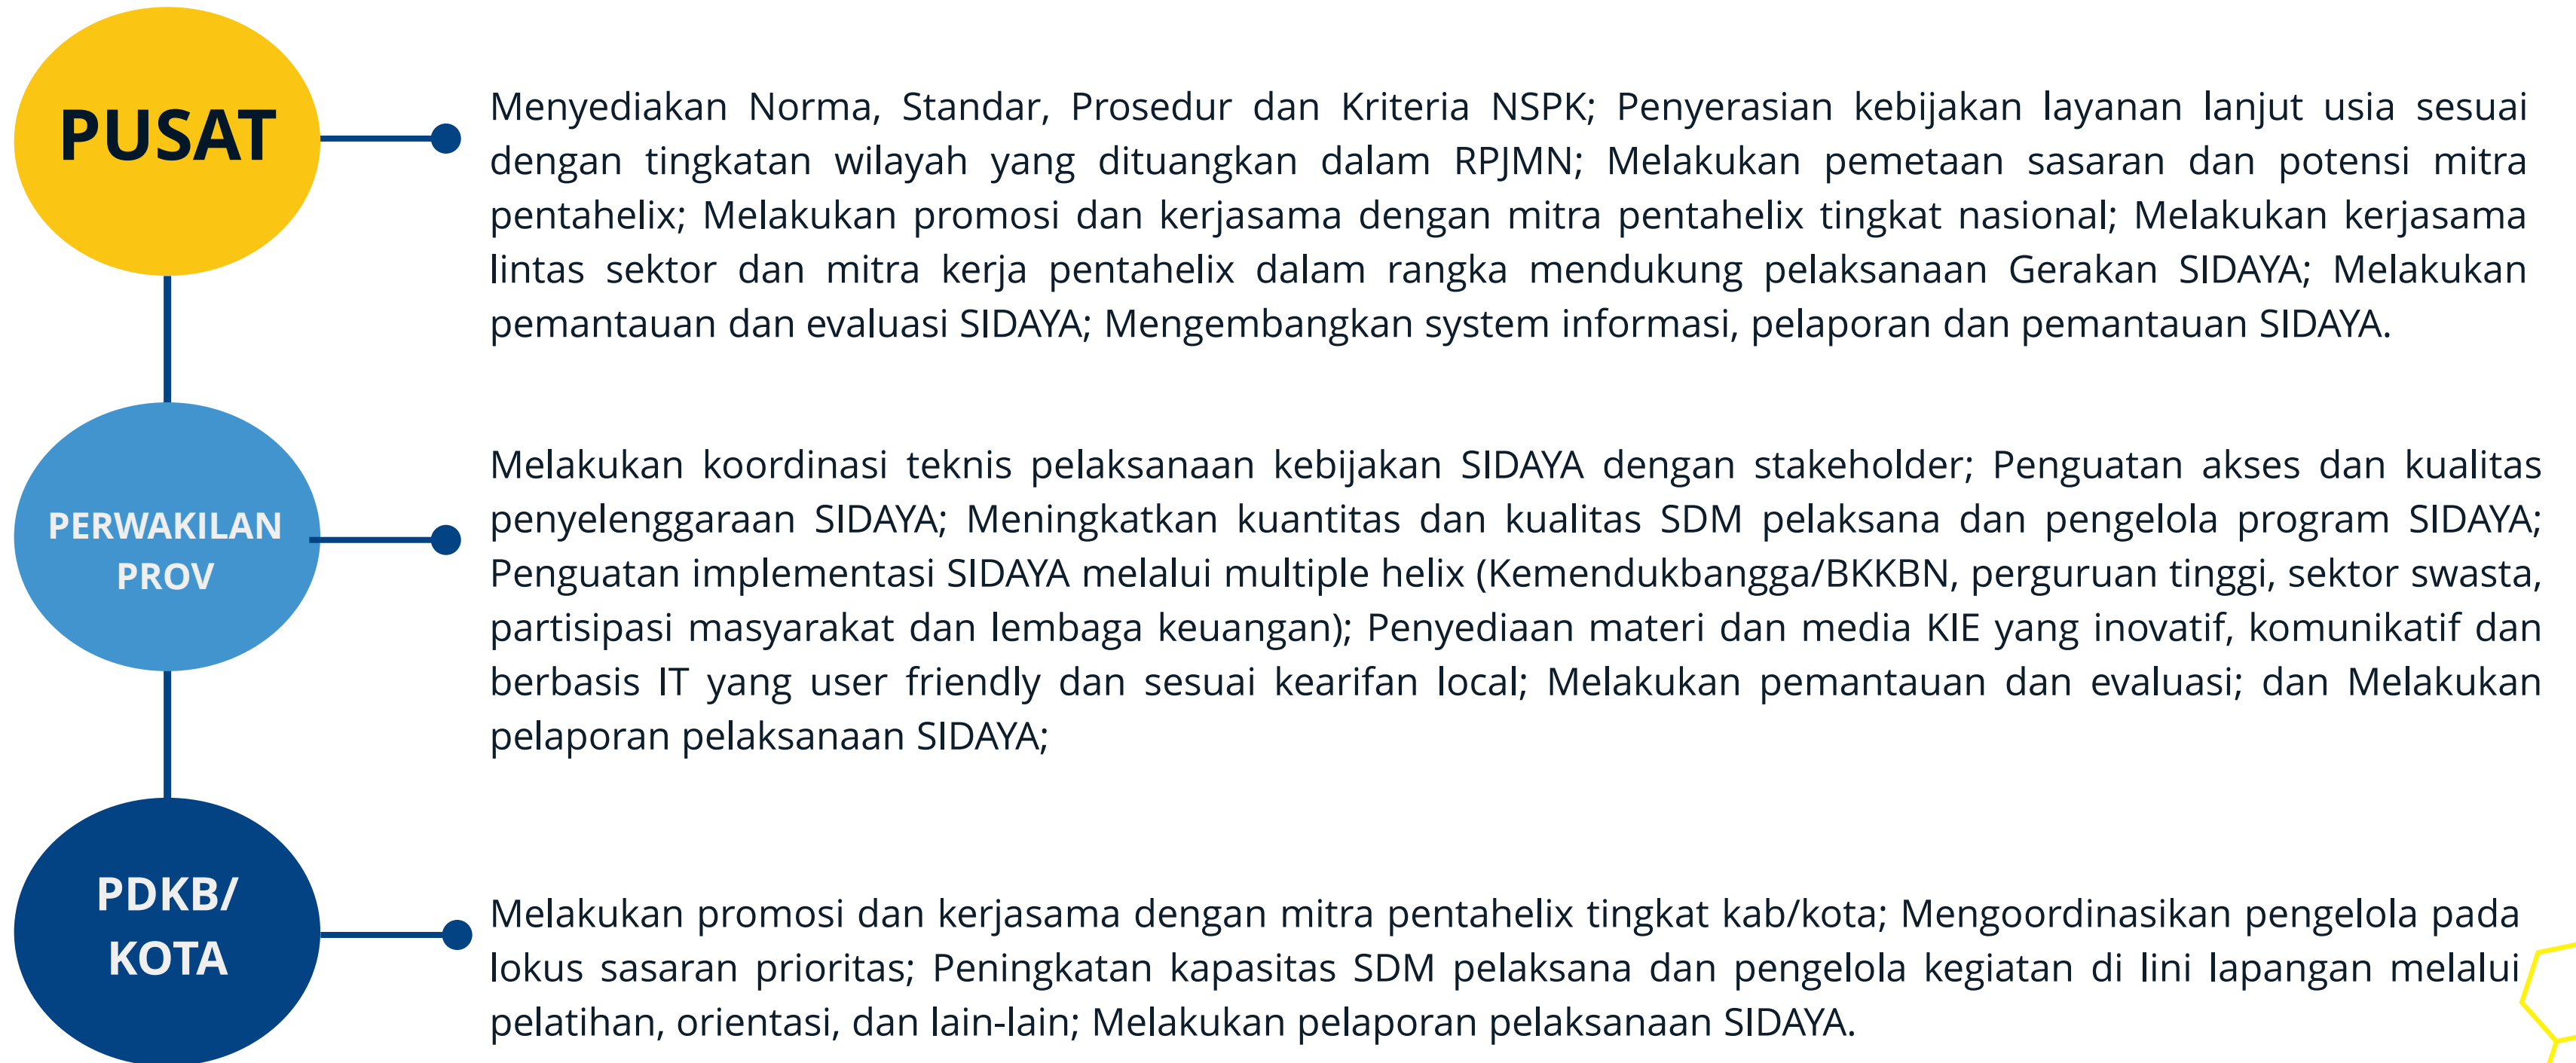 PUSAT
Menyediakan Norma, Standar, Prosedur dan Kriteria NSPK; Penyerasian kebijakan layanan lanjut usia sesuai
dengan tingkatan wilayah yang dituangkan dalam RPJMN; Melakukan pemetaan sasaran dan potensi mitra
pentahelix; Melakukan promosi dan kerjasama dengan mitra pentahelix tingkat nasional; Melakukan kerjasama
lintas sektor dan mitra kerja pentahelix dalam rangka mendukung pelaksanaan Gerakan SIDAYA; Melakukan
pemantauan dan evaluasi SIDAYA; Mengembangkan system informasi, pelaporan dan pemantauan SIDAYA.
PERWAKILAN
PROV
Melakukan koordinasi teknis pelaksanaan kebijakan SIDAYA dengan stakeholder; Penguatan akses dan kualitas
penyelenggaraan SIDAYA; Meningkatkan kuantitas dan kualitas SDM pelaksana dan pengelola program SIDAYA;
Penguatan implementasi SIDAYA melalui multiple helix (Kemendukbangga/BKKBN, perguruan tinggi, sektor swasta,
partisipasi masyarakat dan lembaga keuangan); Penyediaan materi dan media KIE yang inovatif, komunikatif dan
berbasis IT yang user friendly dan sesuai kearifan local; Melakukan pemantauan dan evaluasi; dan Melakukan
pelaporan pelaksanaan SIDAYA;
PDKB/
KOTA
Melakukan promosi dan kerjasama dengan mitra pentahelix tingkat kab/kota; Mengoordinasikan pengelola pada
lokus sasaran prioritas; Peningkatan kapasitas SDM pelaksana dan pengelola kegiatan di lini lapangan melalui
pelatihan, orientasi, dan lain-lain; Melakukan pelaporan pelaksanaan SIDAYA.